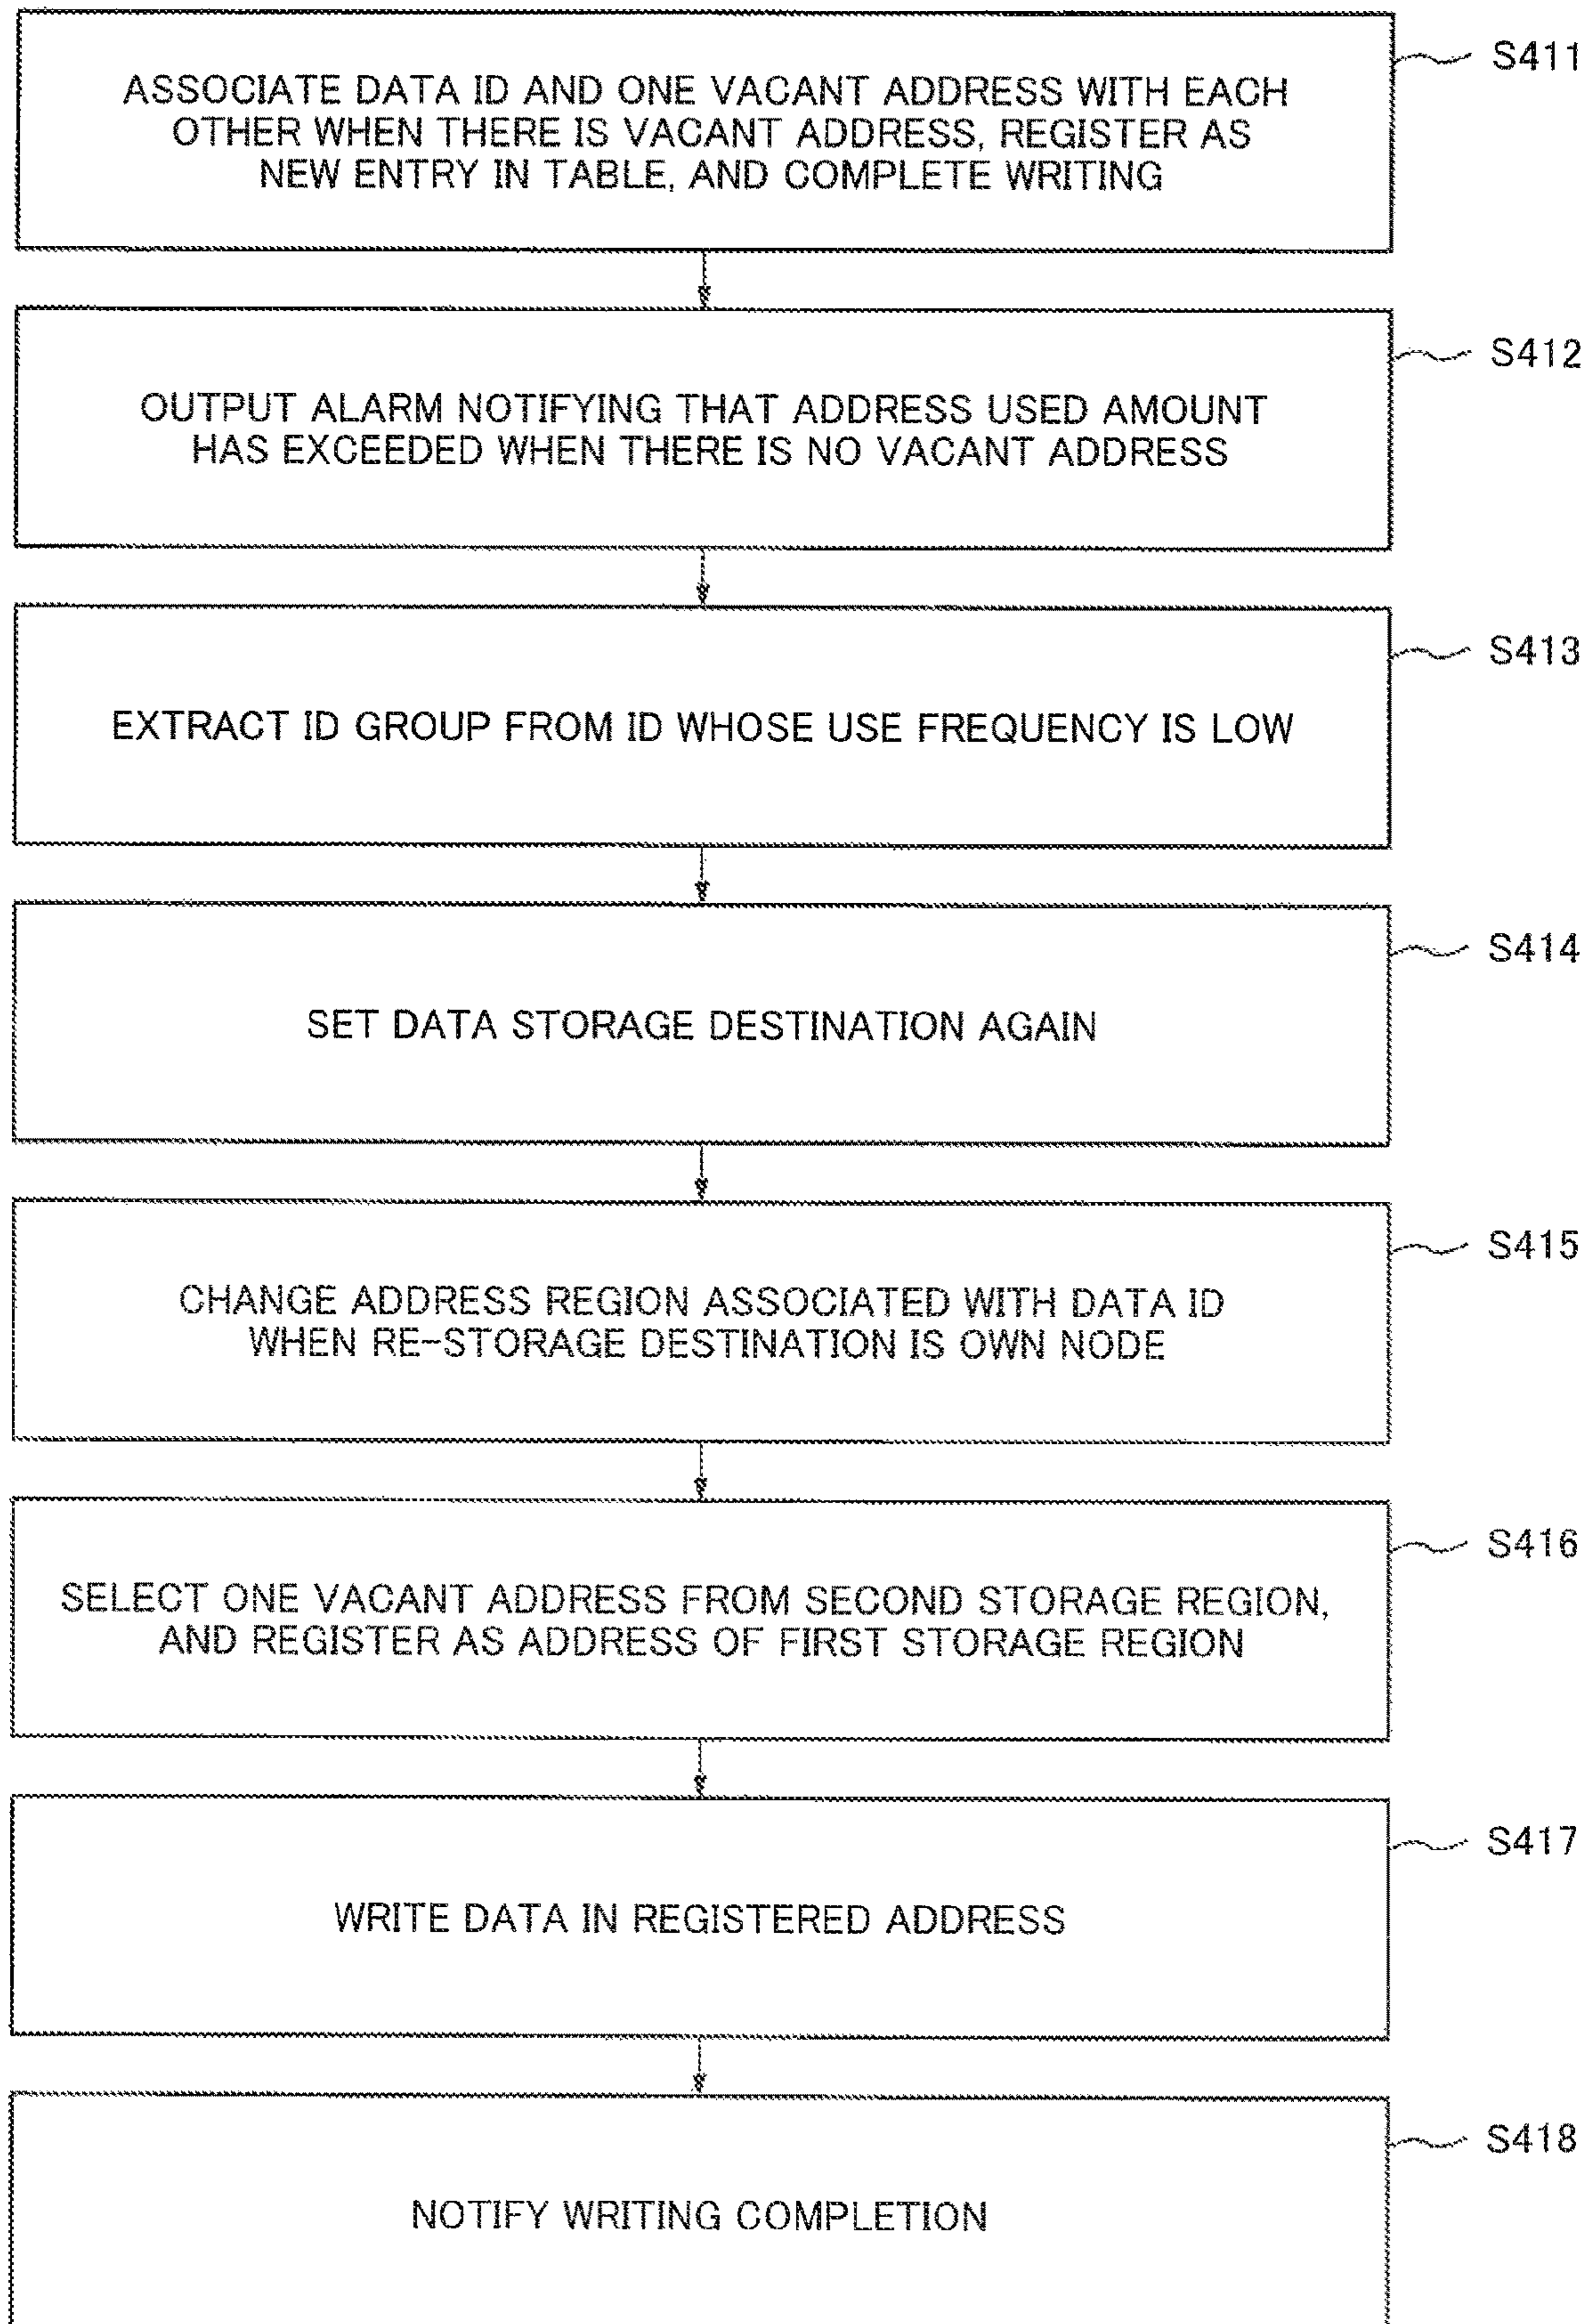 ASSOCIATE DATA ID AND ONE VACANT ADDRESS WITH EACH
OTHER WHEN THERE IS VACANT ADDRESS, REGISTER AS
NEW ENTRY IN TABLE, AND COMPLETE WRITING
S411
OUTPUT ALARM NOTIFYING THAT ADDRESS USED AMOUNT
HAS EXCEEDED WHEN THERE IS NO VACANT ADDRESS
S412
EXTRACT ID GROUP FROM ID WHOSE USE FREQUENCY IS LOW
S413
SET DATA STORAGE DESTINATION AGAIN
S414
CHANGE ADDRESS REGION ASSOCIATED WITH DATA ID
WHEN RE-STORAGE DESTINATION IS OWN NODE
S415
SELECT ONE VACANT ADDRESS FROM SECOND STORAGE REGION,
AND REGISTER AS ADDRESS OF FIRST STORAGE REGION
S416
WRITE DATA IN REGISTERED ADDRESS
S417
NOTIFY WRITING COMPLETION
S418